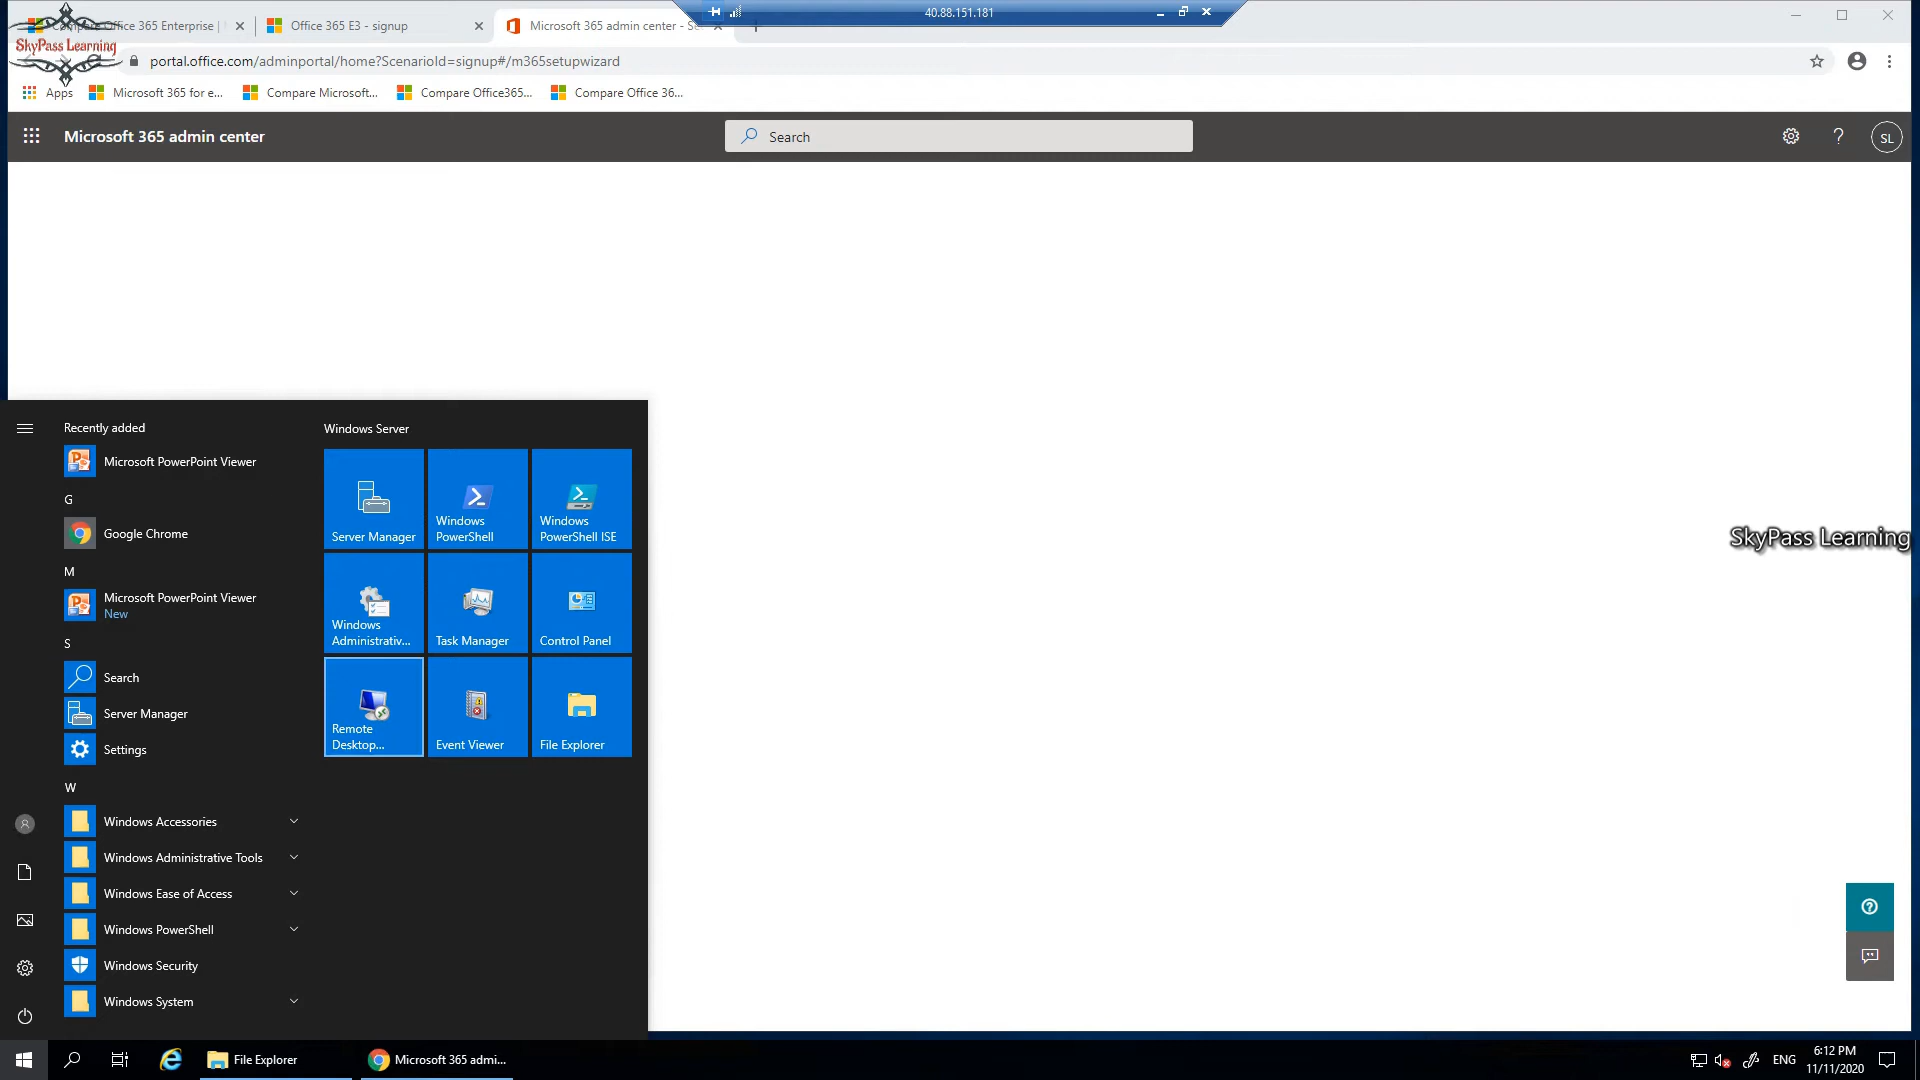 Compare Office 365 Enterprise |
Office 365 E3 - signup
Microsoft 365 admin center - S
40.88.151.181
SkyPass Learning
portal.office.com/adminportal/home?ScenarioId=signup#/m365setupwizard
Apps
Microsoft 365 for e...
Compare Microsoft...
Compare Office365...
Compare Office 36...
Microsoft 365 admin center
Search
SL
Recently added
Microsoft PowerPoint Viewer
G
Google Chrome
M
Microsoft PowerPoint Viewer
New
S
Search
Server Manager
Settings
W
Windows Accessories
Windows Administrative Tools
Windows Ease of Access
Windows PowerShell
Windows Security
Windows System
Windows Server
Server Manager
Windows
PowerShell
Windows
PowerShell ISE
Windows
Administrativ...
Task Manager
Control Panel
Remote
Desktop...
Event Viewer
File Explorer
SkyPass Learning
File Explorer
Microsoft 365 admi...
ENG
6:12 PM
11/11/2020